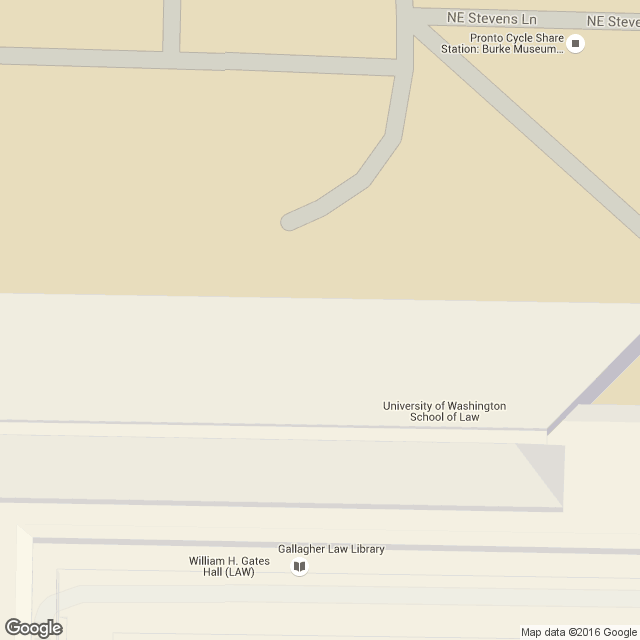 NE Stevens Ln
NE Steve
Pronto Cycle Share
Station: Burke Museum...
University of Washington
School of Law
Gallagher Law Library
William H. Gates
Hall (LAW)
Google
Map data ©2016 Google